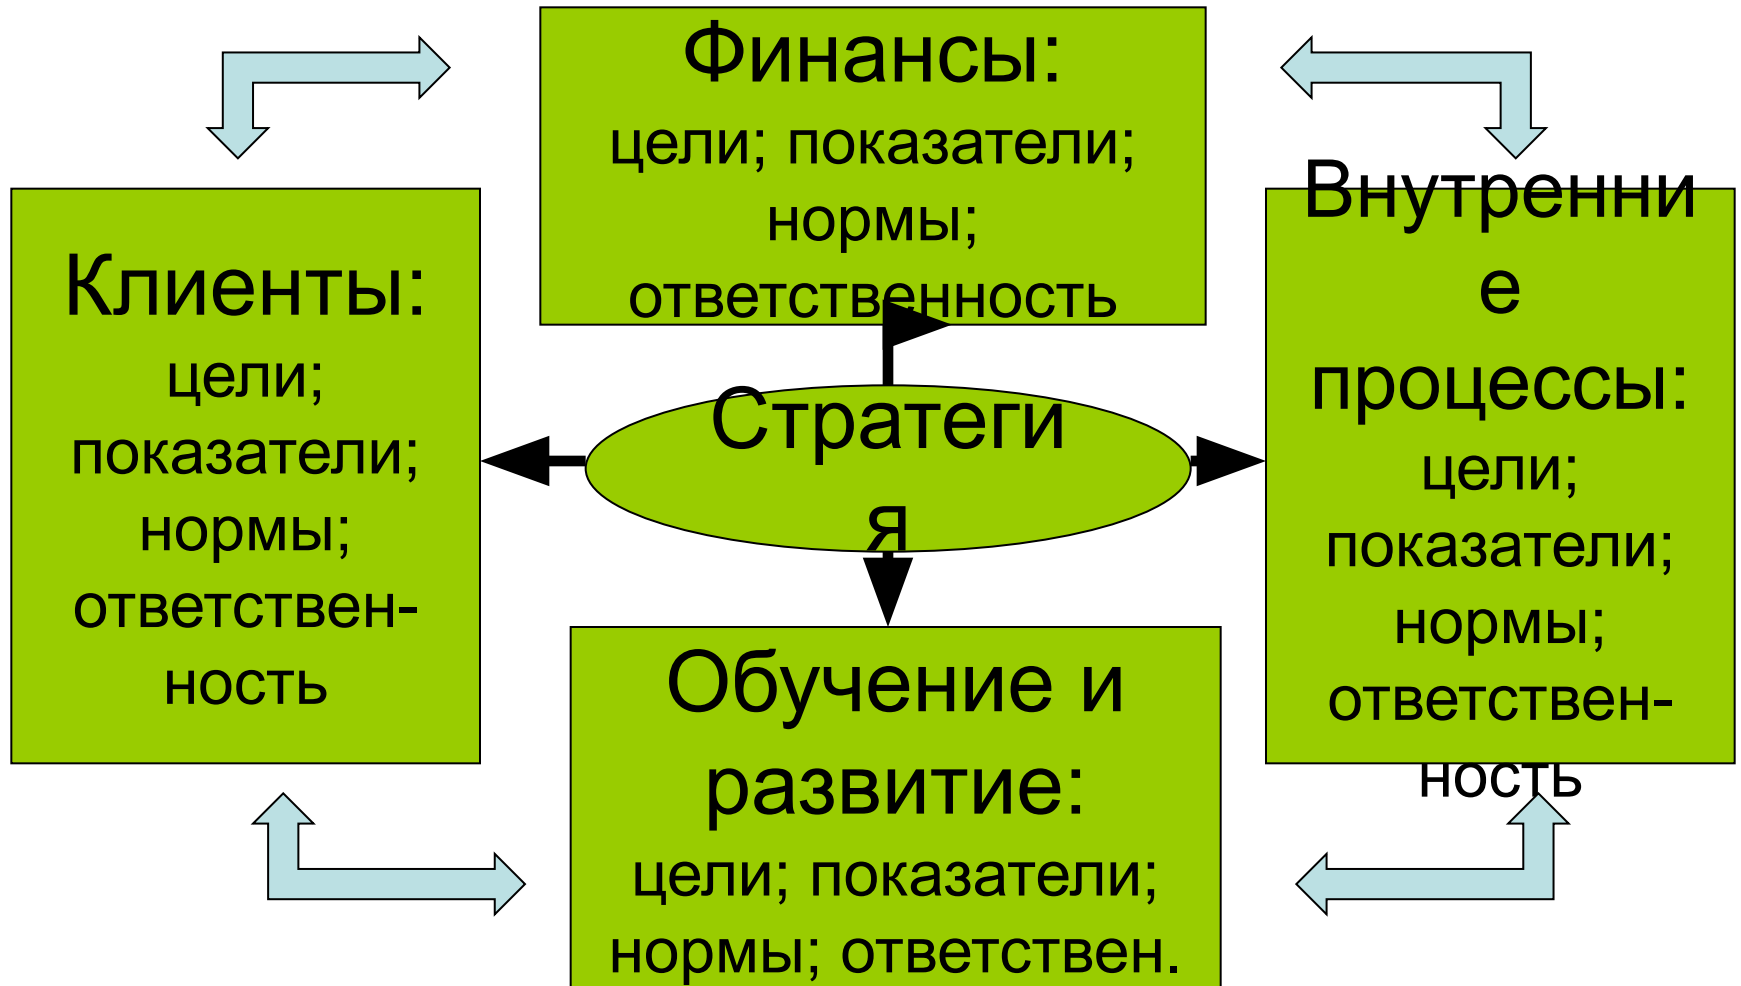 Финансы:
цели; показатели;
нормы;
ответственность
Клиенты:
цели;
показатели;
нормы;
ответствен-
ность
Стратеги
я
Внутренни
е
процессы:
цели;
показатели;
нормы;
ответствен-
ность
Обучение и
развитие:
цели; показатели;
нормы; ответствен.